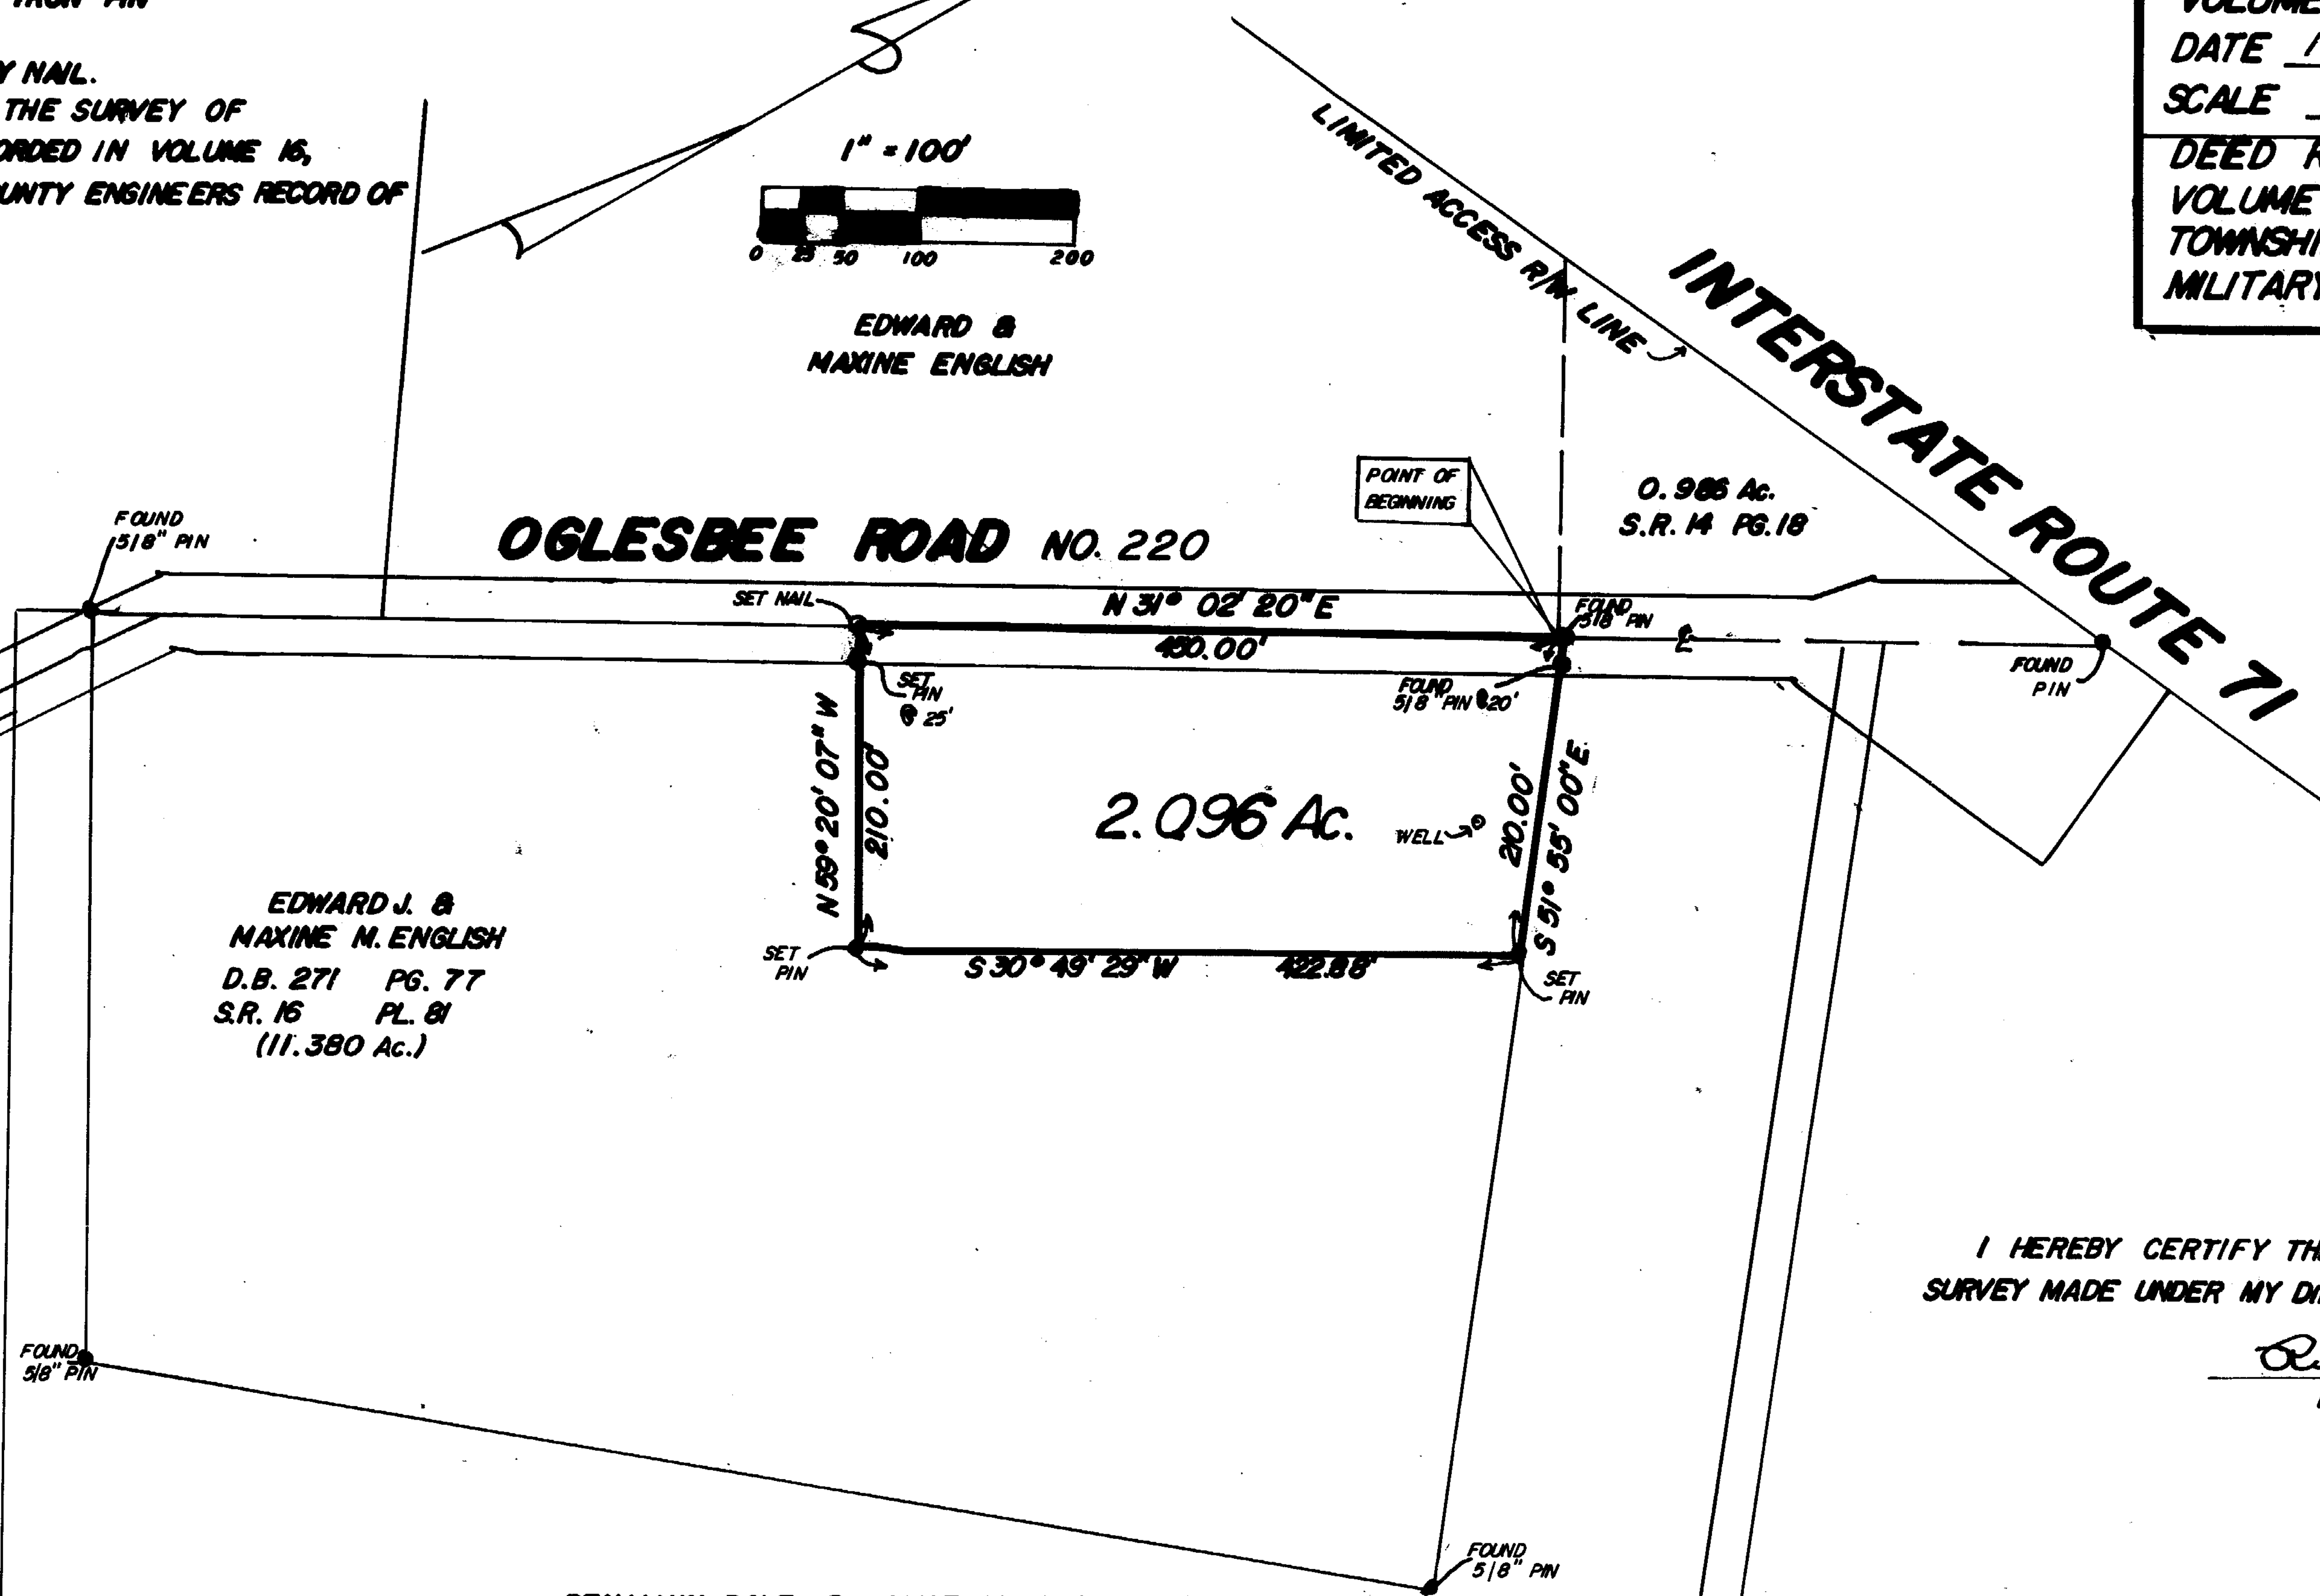 IRON PIN
Y NAIL.
THE SURVEY OF
ORDED IN VOLUME 16,
UNTY ENGINEERS RECORD OF
1" = 100'
0 25 50 100 200
EDWARD &
MAXINE ENGLISH
LIMITED ACCESS R/W LINE
INTERSTATE ROUTE 71
VOLUME
DATE 1
SCALE
DEED R
VOLUME
TOWNSHI
MILITARY
POINT OF
BEGINNING
0.986 Ac.
S.R. 14 PG. 18
FOUND
5/8" PIN
OGLESBEE ROAD NO. 220
SET NAIL
N 31° 02' 20" E
450.00'
FOUND
5/8" PIN
℄
FOUND
PIN
SET
PIN
@ 25'
FOUND
5/8" PIN @ 20'
N 59° 20' 07" W
210.00'
2.096 Ac.
WELL
210.00'
S 51° 55' 00" E
EDWARD J. &
MAXINE M. ENGLISH
D.B. 271 PG. 77
S.R. 16 PL. 81
(11.380 Ac.)
SET
PIN
S 30° 49' 29" W 422.88'
SET
PIN
I HEREBY CERTIFY TH
SURVEY MADE UNDER MY DI
FOUND
5/8" PIN
FOUND
5/8" PIN